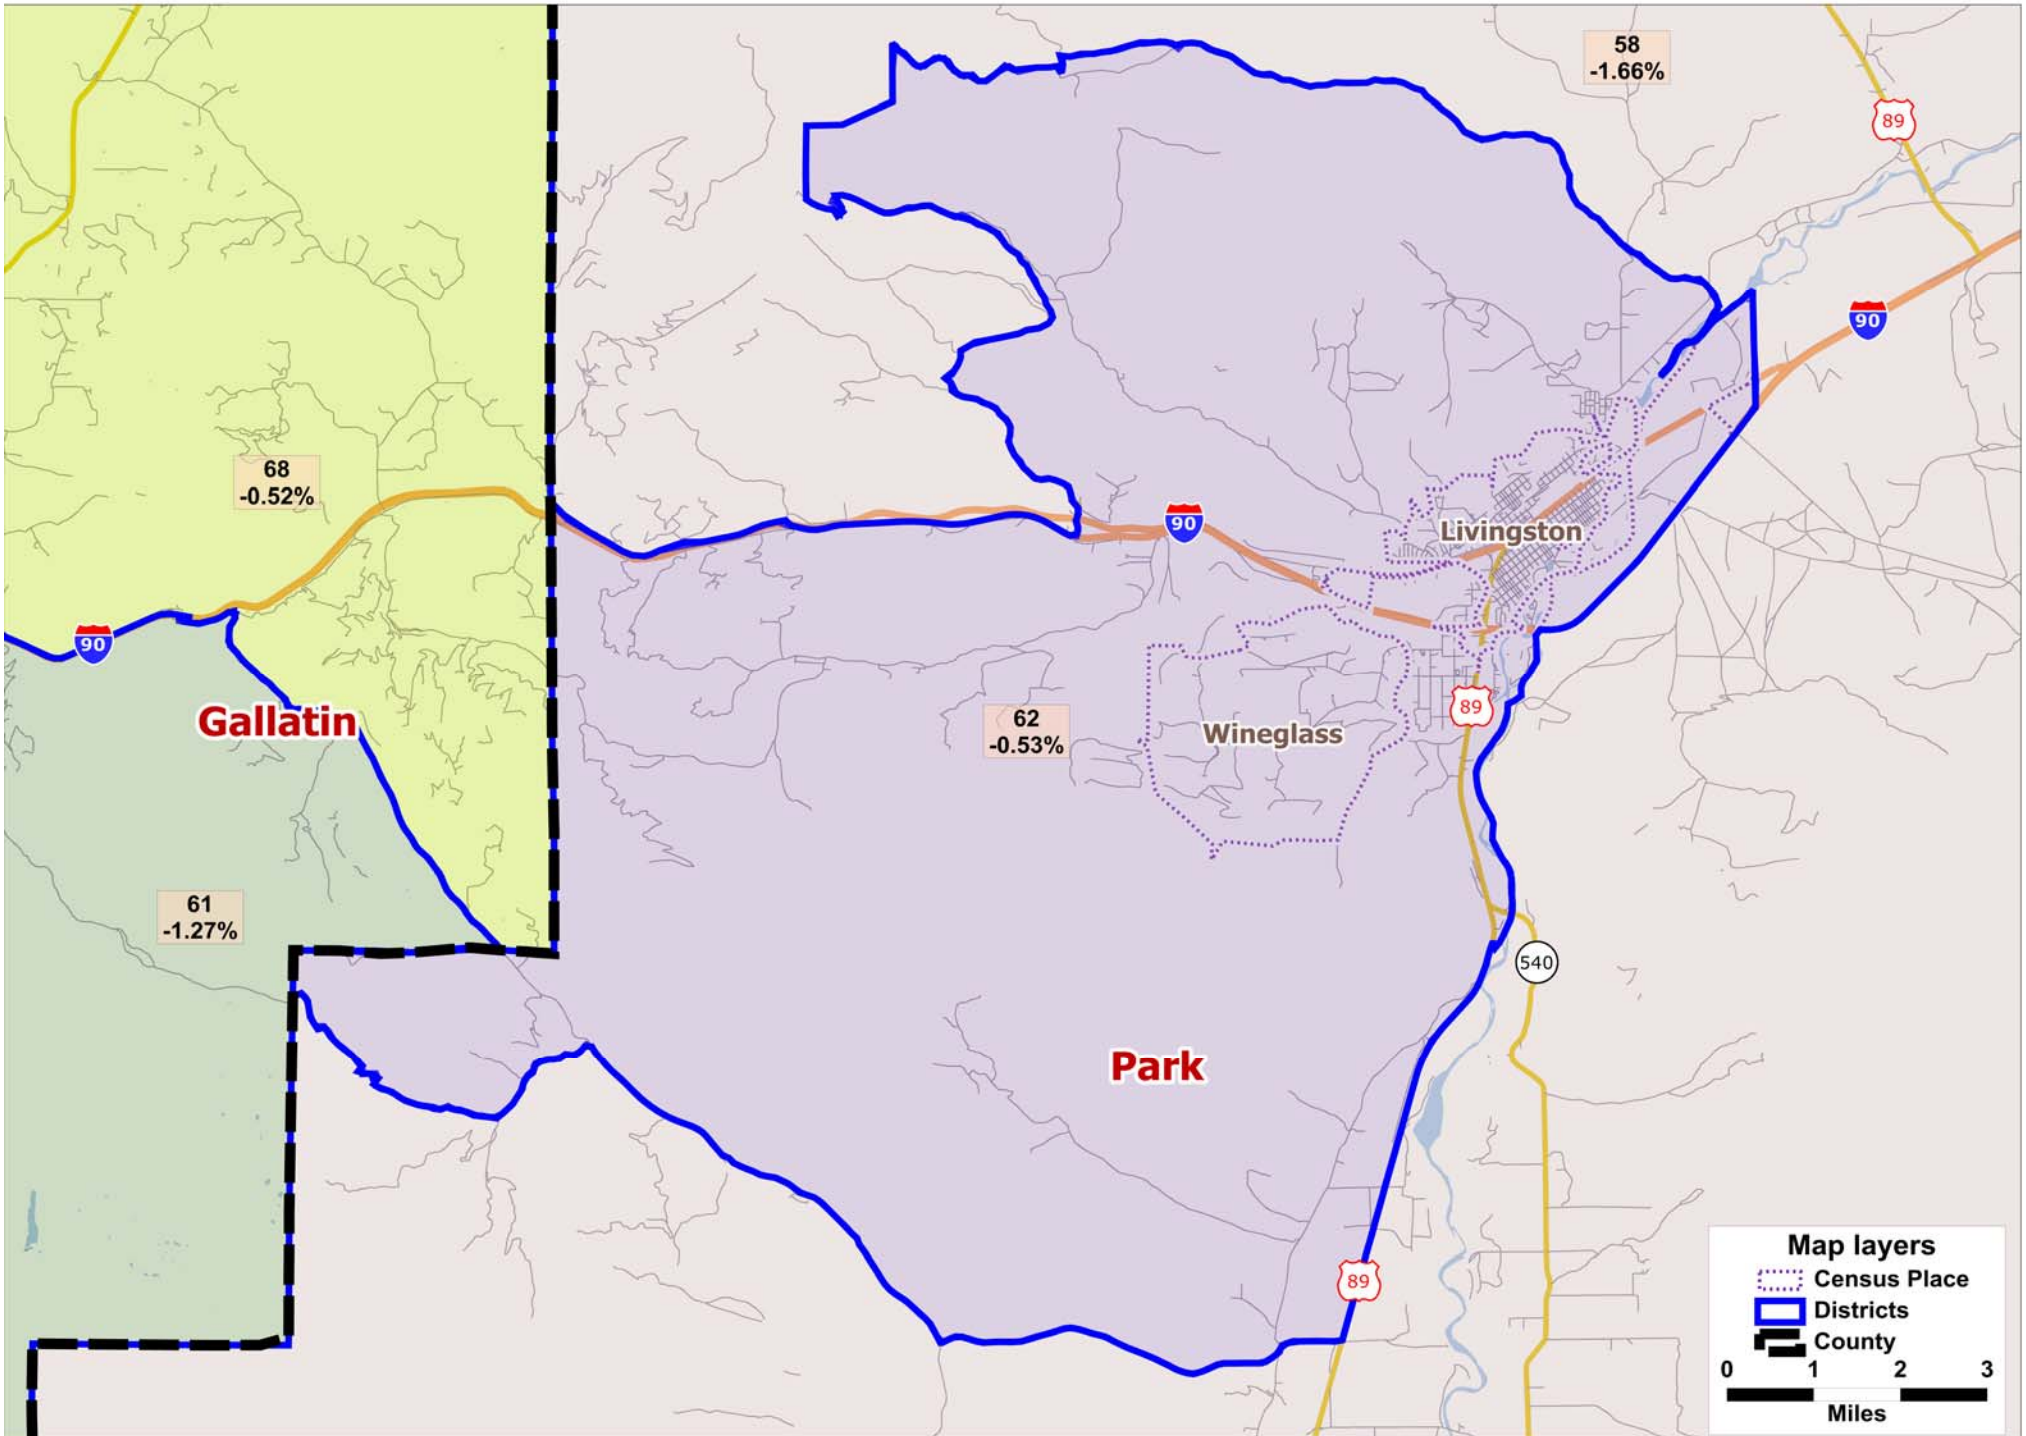 58
-1.66%
89
90
68
-0.52%
90
Livingston
90
Gallatin
62
-0.53%
Wineglass
89
61
-1.27%
540
Park
89
Map layers
Census Place
Districts
County
0 1 2 3
Miles